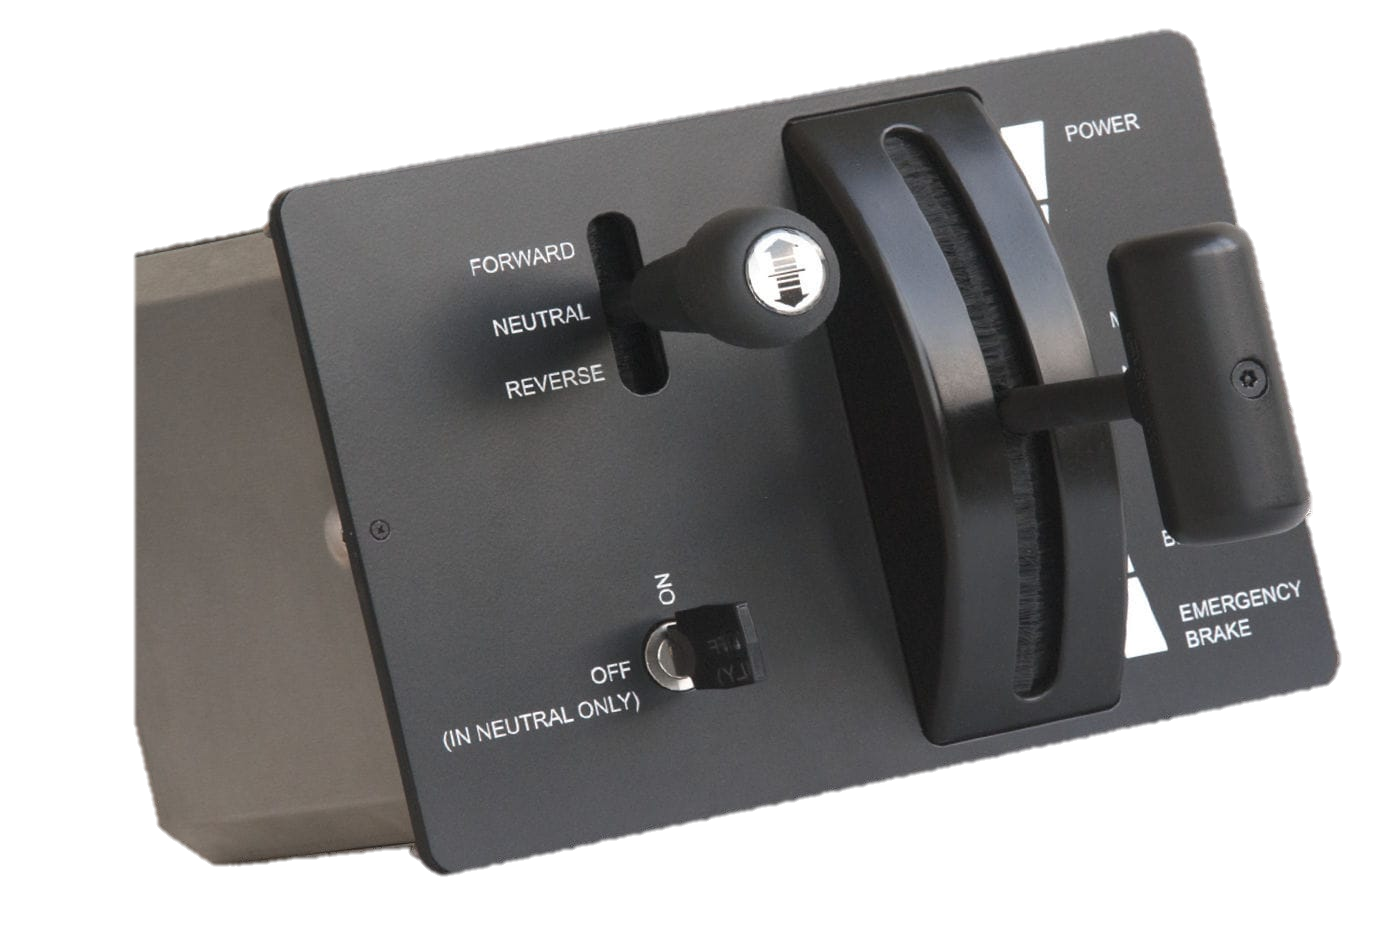 POWER
FORWARD
NEUTRAL
REVERSE
ON
OFF
(IN NEUTRAL ONLY)
EMERGENCY
BRAKE